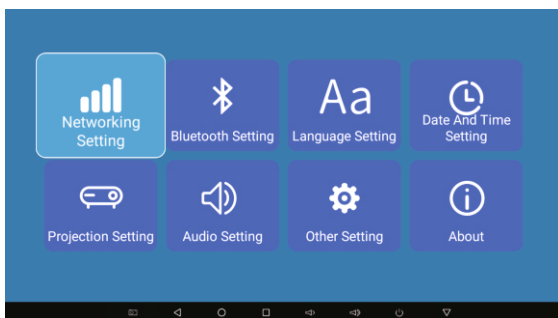 Networking
Setting
Bluetooth Setting
Aa
Language Setting
Date And Time
Setting
Projection Setting
Audio Setting
Other Setting
About